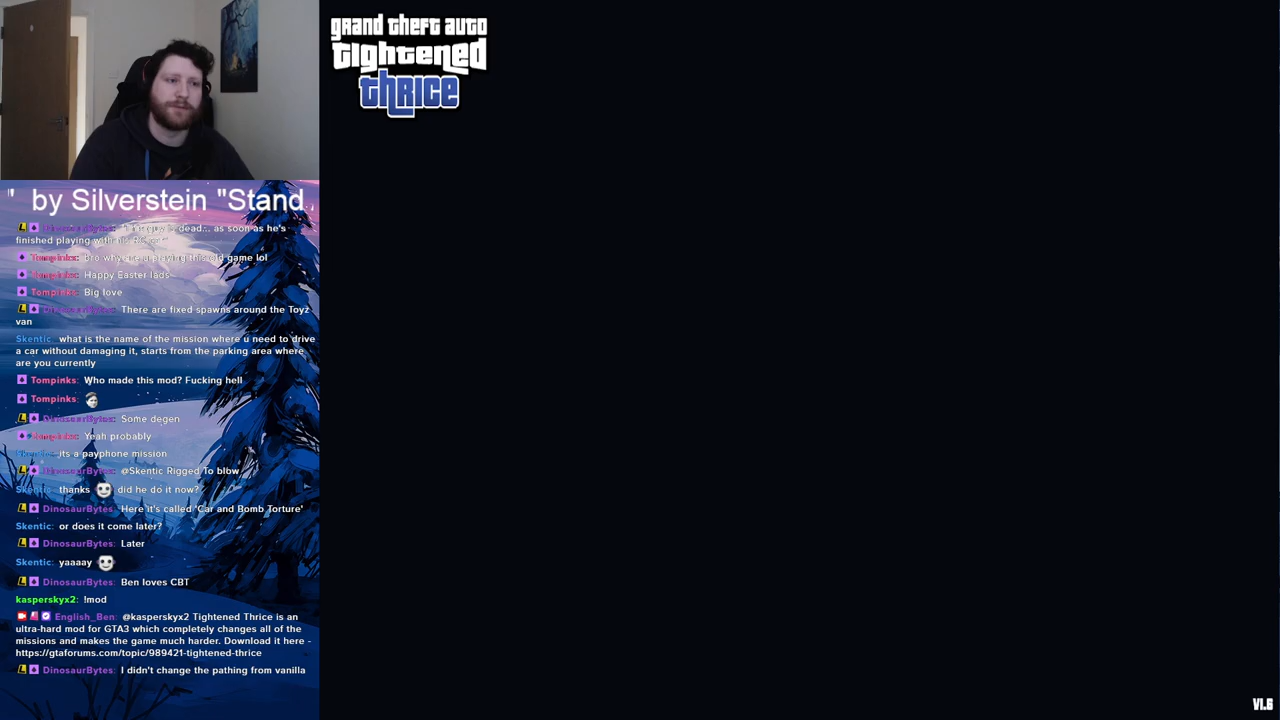 grand theft auto
tightened
thrice
" by Silverstein "Stand
dead... as soon as he's
finished playing with
Tompinks: bro why are u playing this old game lol
Tompinks: Happy Easter lads
Tompinks: Big love
DinosaurBytes: There are fixed spawns around the Toyz
van
Skentic: what is the name of the mission where u need to drive
a car without damaging it, starts from the parking area where
are you currently
Tompinks: Who made this mod? Fucking hell
Tompinks:
DinosaurBytes: Some degen
Tompinks: Yeah probably
Skentic: its a payphone mission
DinosaurBytes: @Skentic Rigged To blow
Skentic: thanks did he do it now?
DinosaurBytes: Here it's called 'Car and Bomb Torture'
Skentic: or does it come later?
DinosaurBytes: Later
Skentic: yaaaay
DinosaurBytes: Ben loves CBT
kasperskyx2: !mod
English_Ben: @kasperskyx2 Tightened Thrice is an
ultra-hard mod for GTA3 which completely changes all of the
missions and makes the game much harder. Download it here -
https://gtaforums.com/topic/989421-tightened-thrice
DinosaurBytes: I didn't change the pathing from vanilla
V1.6